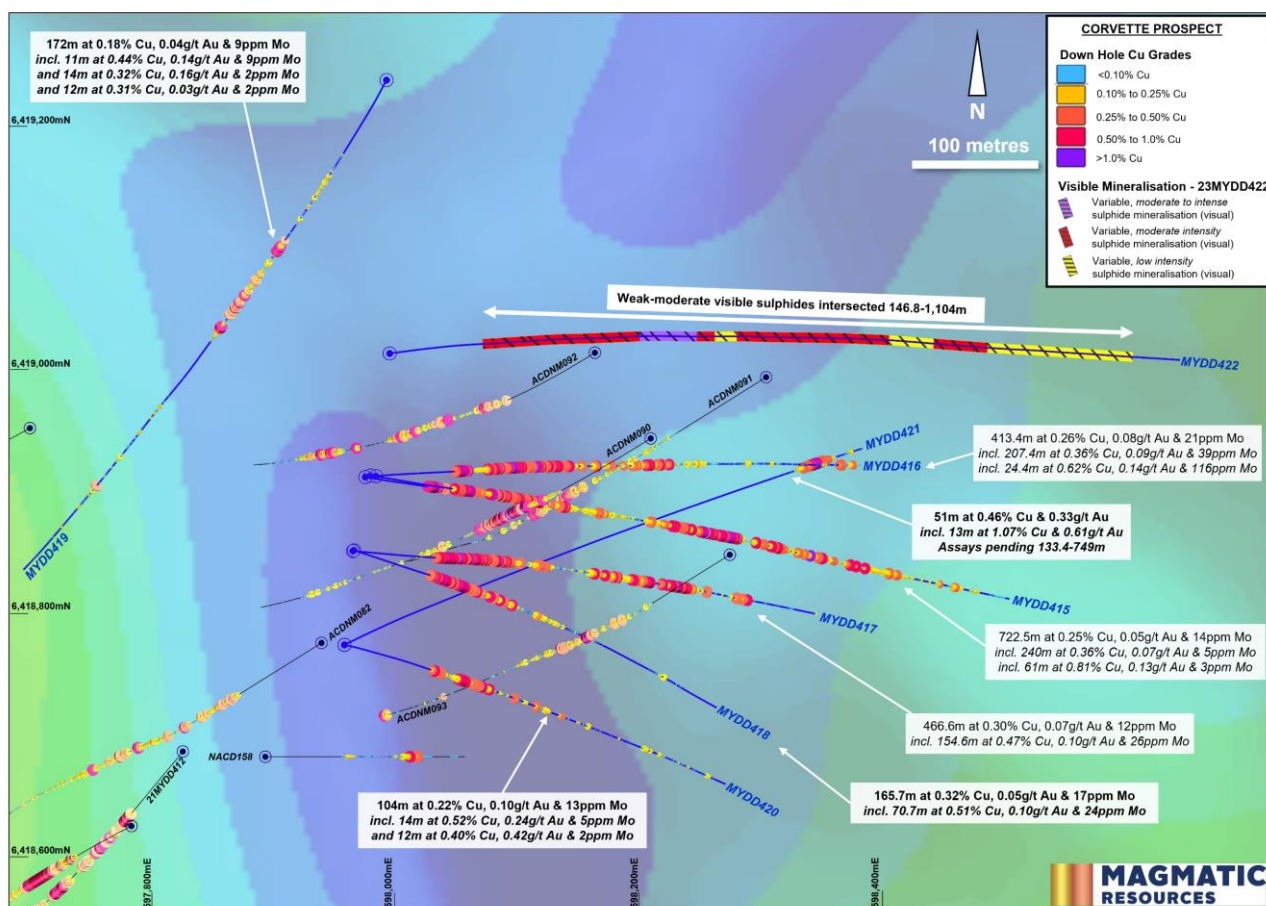 172m at 0.18% Cu, 0.04g/t Au & 9ppm Mo
incl. 11m at 0.44% Cu, 0.14g/t Au & 9ppm Mo
and 14m at 0.32% Cu, 0.16g/t Au & 2ppm Mo
and 12m at 0.31% Cu, 0.03g/t Au & 2ppm Mo
N
100 metres
CORVETTE PROSPECT
Down Hole Cu Grades
<0.10% Cu
0.10% to 0.25% Cu
0.25% to 0.50% Cu
0.50% to 1.0% Cu
>1.0% Cu
Visible Mineralisation - 23MYDD422
Variable, moderate to intense
sulphide mineralisation (visual)
Variable, moderate intensity
sulphide mineralisation (visual)
Variable, low intensity
sulphide mineralisation (visual)
6,419,200mN
Weak-moderate visible sulphides intersected 146.8-1,104m
6,419,000mN
ACDNM092
ACDNM091
MYDD422
ACDNM090
MYDD421
MYDD416
413.4m at 0.26% Cu, 0.08g/t Au & 21ppm Mo
incl. 207.4m at 0.36% Cu, 0.09g/t Au & 39ppm Mo
incl. 24.4m at 0.62% Cu, 0.14g/t Au & 116ppm Mo
51m at 0.46% Cu & 0.33g/t Au
incl. 13m at 1.07% Cu & 0.61g/t Au
Assays pending 133.4-749m
MYDD419
6,418,800mN
ACDNM082
MYDD417
MYDD415
722.5m at 0.25% Cu, 0.05g/t Au & 14ppm Mo
incl. 240m at 0.36% Cu, 0.07g/t Au & 5ppm Mo
incl. 61m at 0.81% Cu, 0.13g/t Au & 3ppm Mo
ACDNM093
MYDD418
466.6m at 0.30% Cu, 0.07g/t Au & 12ppm Mo
incl. 154.6m at 0.47% Cu, 0.10g/t Au & 26ppm Mo
21MYDD412
NACD158
MYDD420
104m at 0.22% Cu, 0.10g/t Au & 13ppm Mo
incl. 14m at 0.52% Cu, 0.24g/t Au & 5ppm Mo
and 12m at 0.40% Cu, 0.42g/t Au & 2ppm Mo
165.7m at 0.32% Cu, 0.05g/t Au & 17ppm Mo
incl. 70.7m at 0.51% Cu, 0.10g/t Au & 24ppm Mo
6,418,600mN
597,800mE
598,000mE
598,200mE
598,400mE
MAGMATIC
RESOURCES